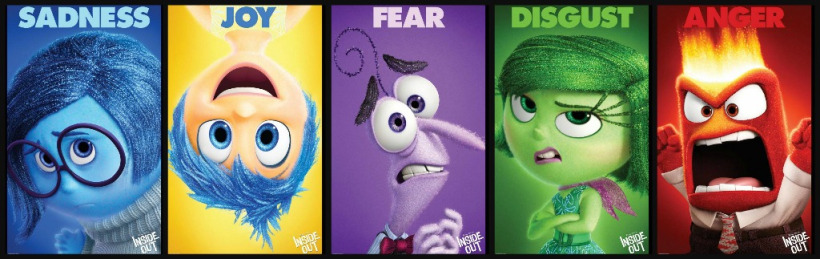 SADNESS
JOY
FEAR
DISGUST
ANGER
INSIDE
OUT
INSIDE
OUT
INSIDE
OUT
INSIDE
OUT
INSIDE
OUT